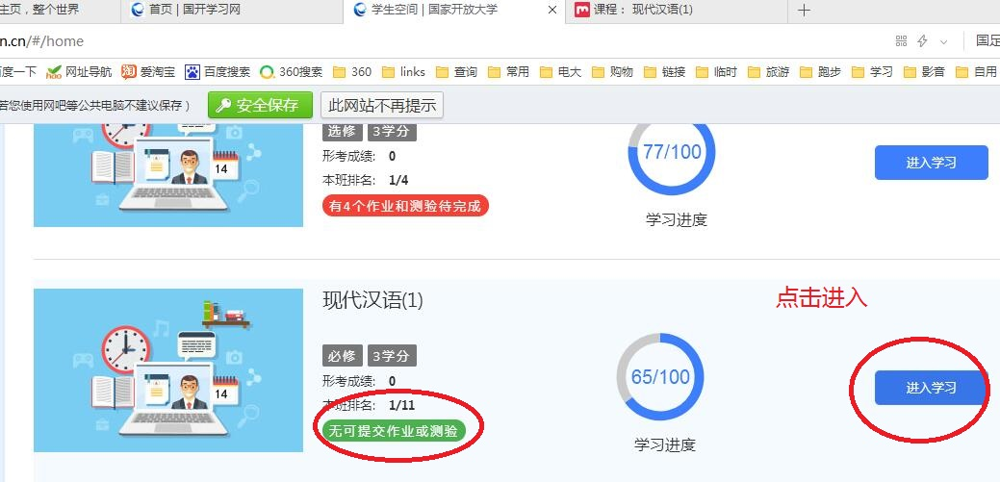 主页，整个世界
首页 | 国开学习网
学生空间 | 国家开放大学
课程： 现代汉语(1)
n.cn/#/home
国足
百度一下 网址导航 爱淘宝 百度搜索 360搜索 360 links 查询 常用 电大 购物 链接 临时 旅游 跑步 学习 影音 自用
若您使用网吧等公共电脑不建议保存）
安全保存
此网站不再提示
选修 3学分
形考成绩: 0
本班排名: 1/4
有4个作业和测验待完成
14
77/100
学习进度
进入学习
现代汉语(1)
必修 3学分
形考成绩: 0
本班排名: 1/11
无可提交作业或测验
14
65/100
学习进度
点击进入
进入学习